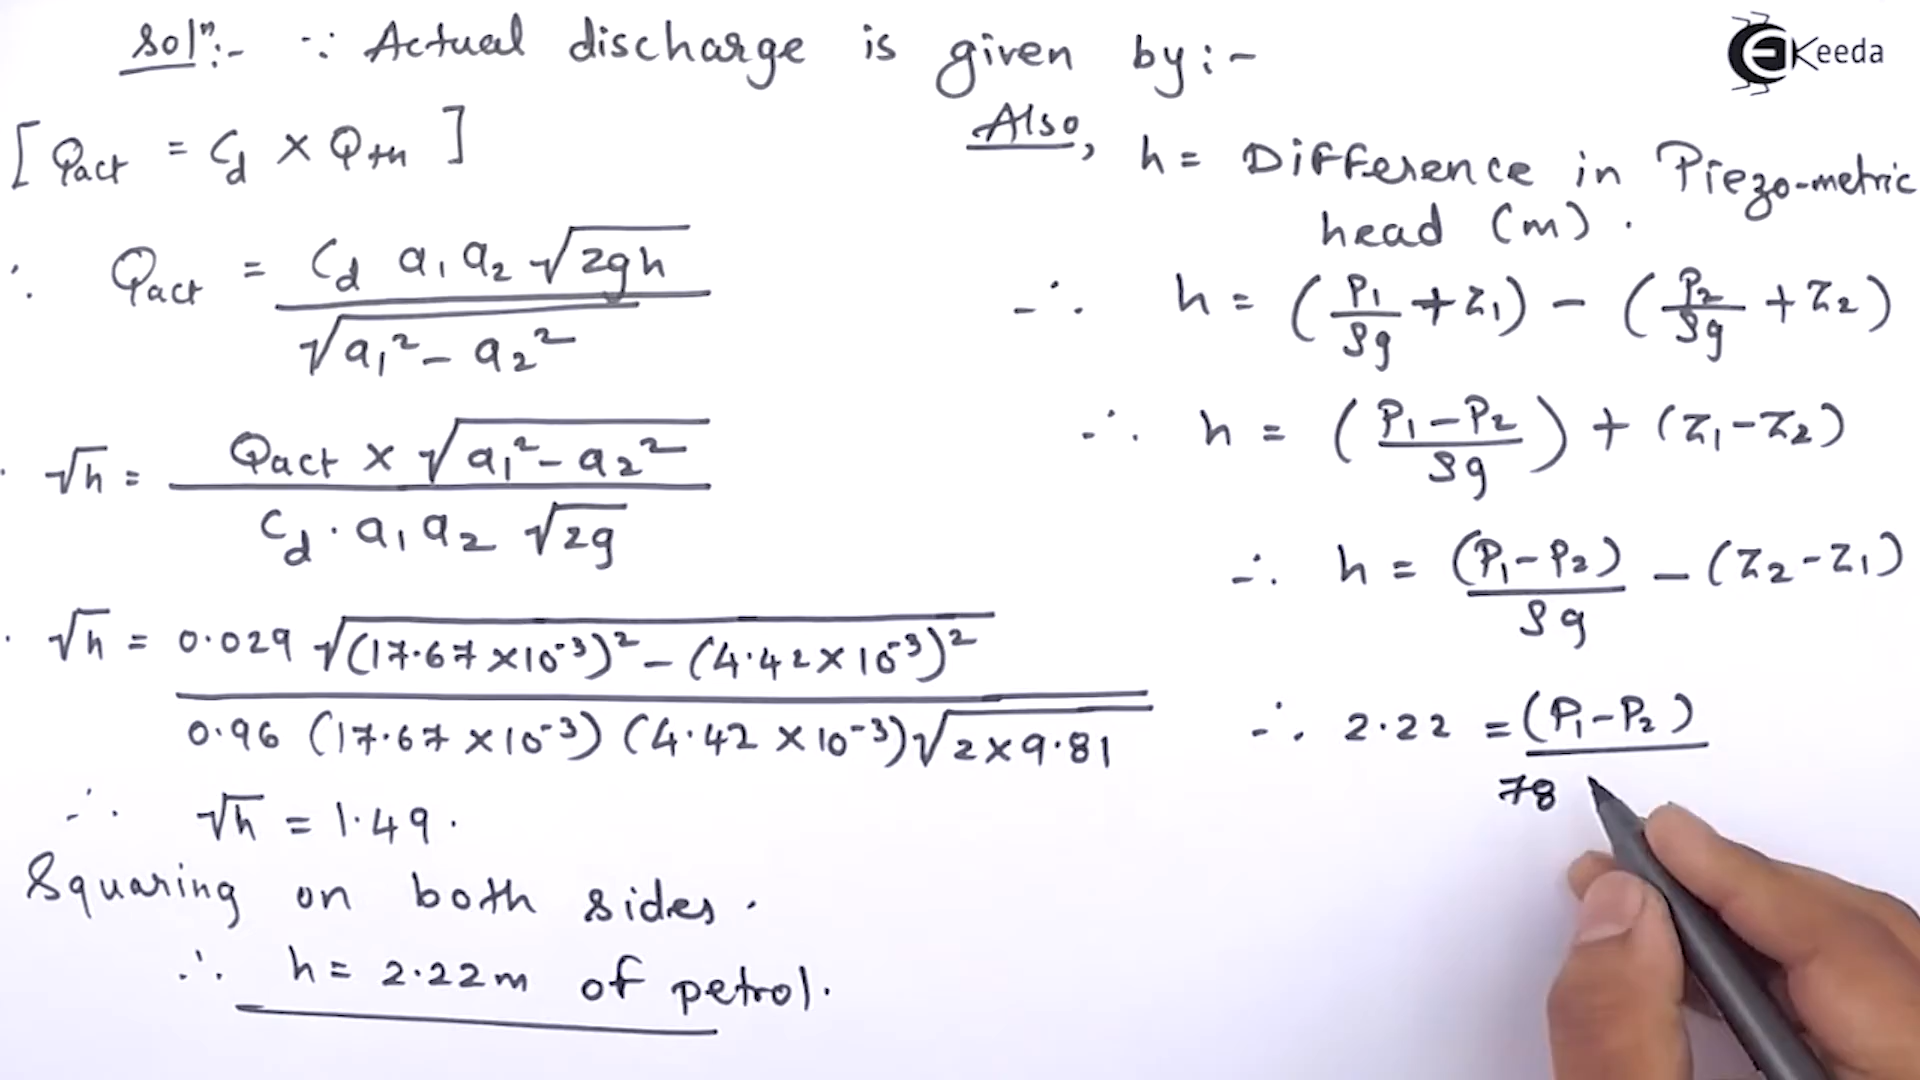 Solⁿ:- ∵ Actual discharge is given by:-
EKeeda
[Qact = Cd × Qth]
∴ Qact = Cd a₁ a₂ √2gh / √a₁² - a₂²
√h = Qact × √a₁² - a₂² / Cd · a₁ a₂ √2g
√h = 0.029 √(17.67 × 10⁻³)² - (4.42 × 10⁻³)² / 0.96 (17.67 × 10⁻³) (4.42 × 10⁻³) √2×9.81
∴ √h = 1.49.
Squaring on both sides.
∴ h = 2.22m of petrol.
Also, h = Difference in Piezo-metric
head (m).
∴ h = (P₁/ρg + Z₁) - (P₂/ρg + Z₂)
∴ h = (P₁-P₂/ρg) + (Z₁-Z₂)
∴ h = (P₁-P₂)/ρg - (Z₂-Z₁)
∴ 2.22 = (P₁-P₂)/78